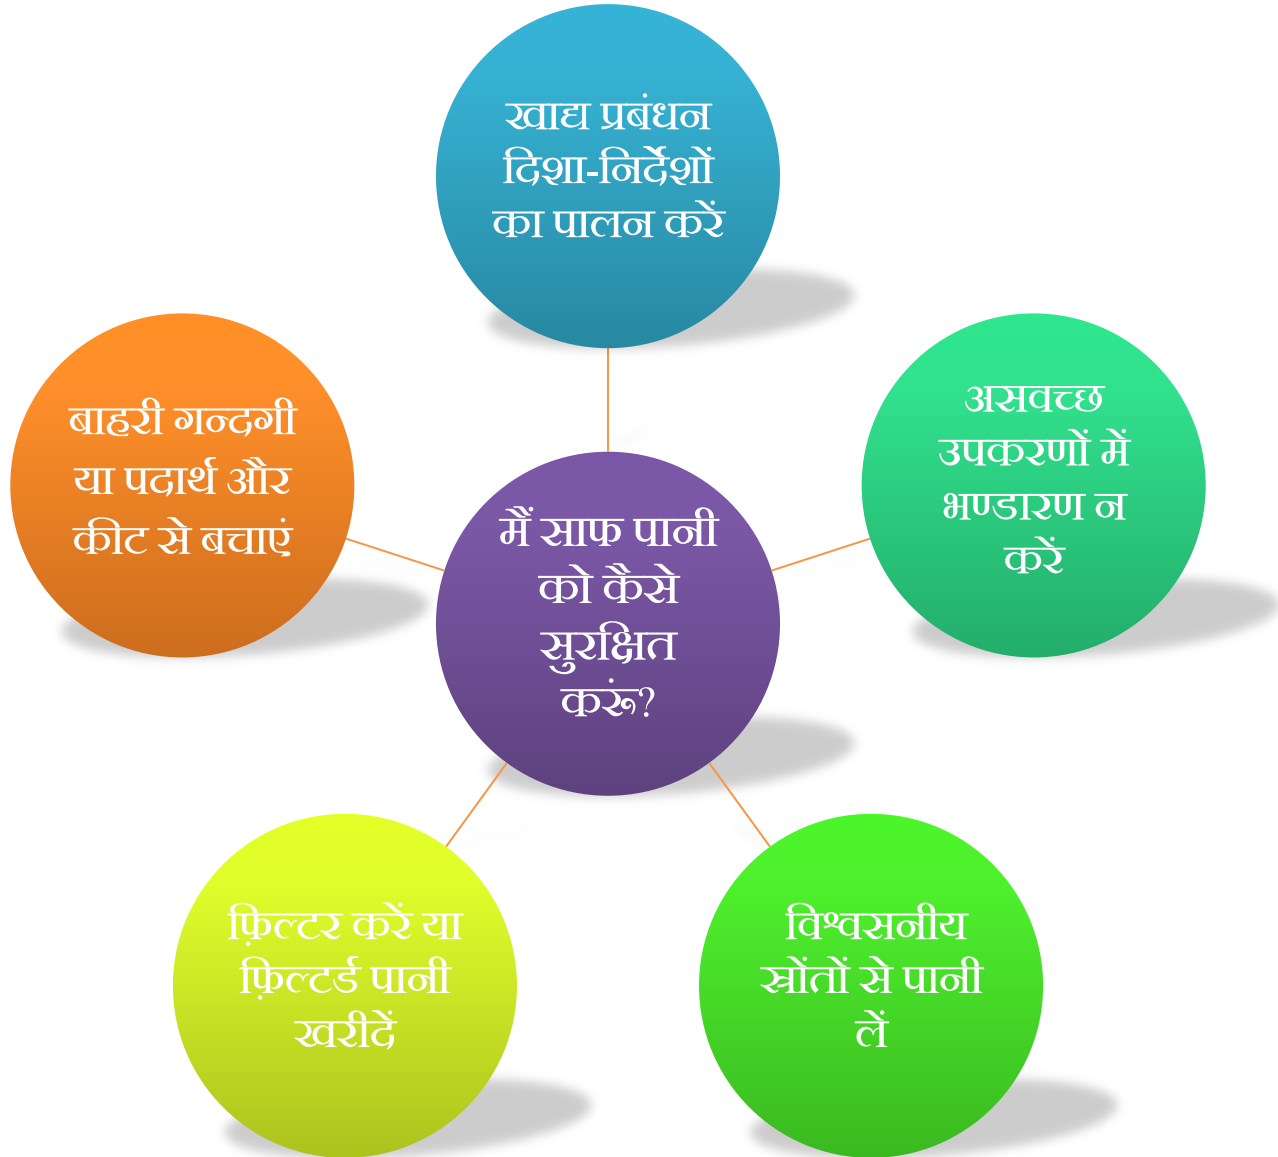 खाद्य प्रबंधन
दिशा-निर्देशों
का पालन करें
बाहरी गन्दगी
या पदार्थ और
कीट से बचाएं
असवच्छ
उपकरणों में
भण्डारण न
करें
मैं साफ पानी
को कैसे
सुरक्षित
करूं?
फ़िल्टर करें या
फ़िल्टर्ड पानी
खरीदें
विश्वसनीय
स्रोंतों से पानी
लें